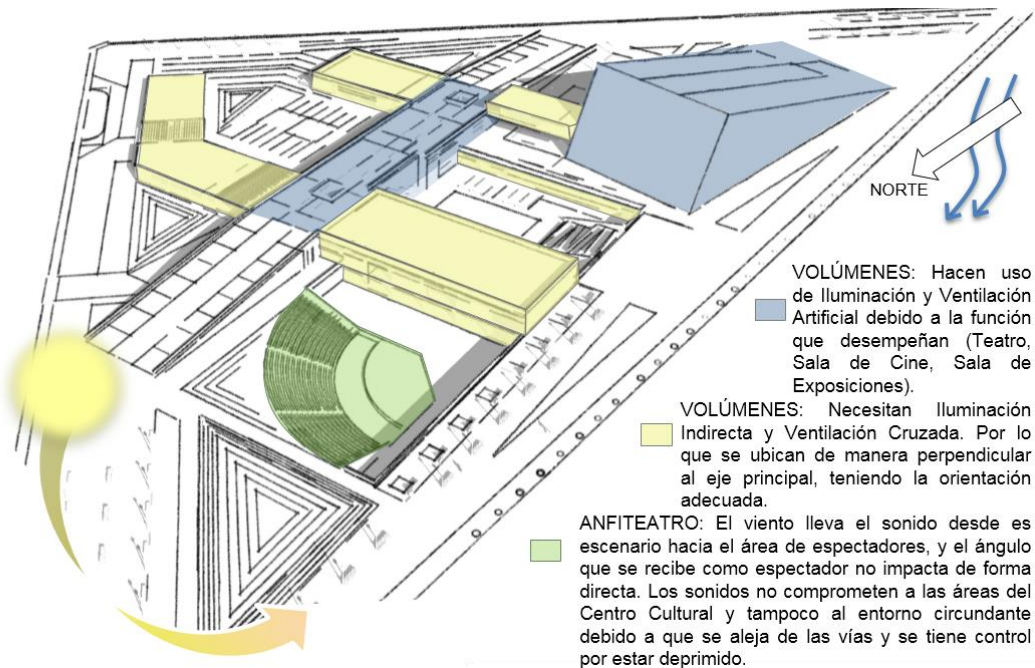 NORTE
VOLÚMENES: Hacen uso
de Iluminación y Ventilación
Artificial debido a la función
que desempeñan (Teatro,
Sala de Cine, Sala de
Exposiciones).
VOLÚMENES: Necesitan Iluminación
Indirecta y Ventilación Cruzada. Por lo
que se ubican de manera perpendicular
al eje principal, teniendo la orientación
adecuada.
ANFITEATRO: El viento lleva el sonido desde es
escenario hacia el área de espectadores, y el ángulo
que se recibe como espectador no impacta de forma
directa. Los sonidos no comprometen a las áreas del
Centro Cultural y tampoco al entorno circundante
debido a que se aleja de las vías y se tiene control
por estar deprimido.